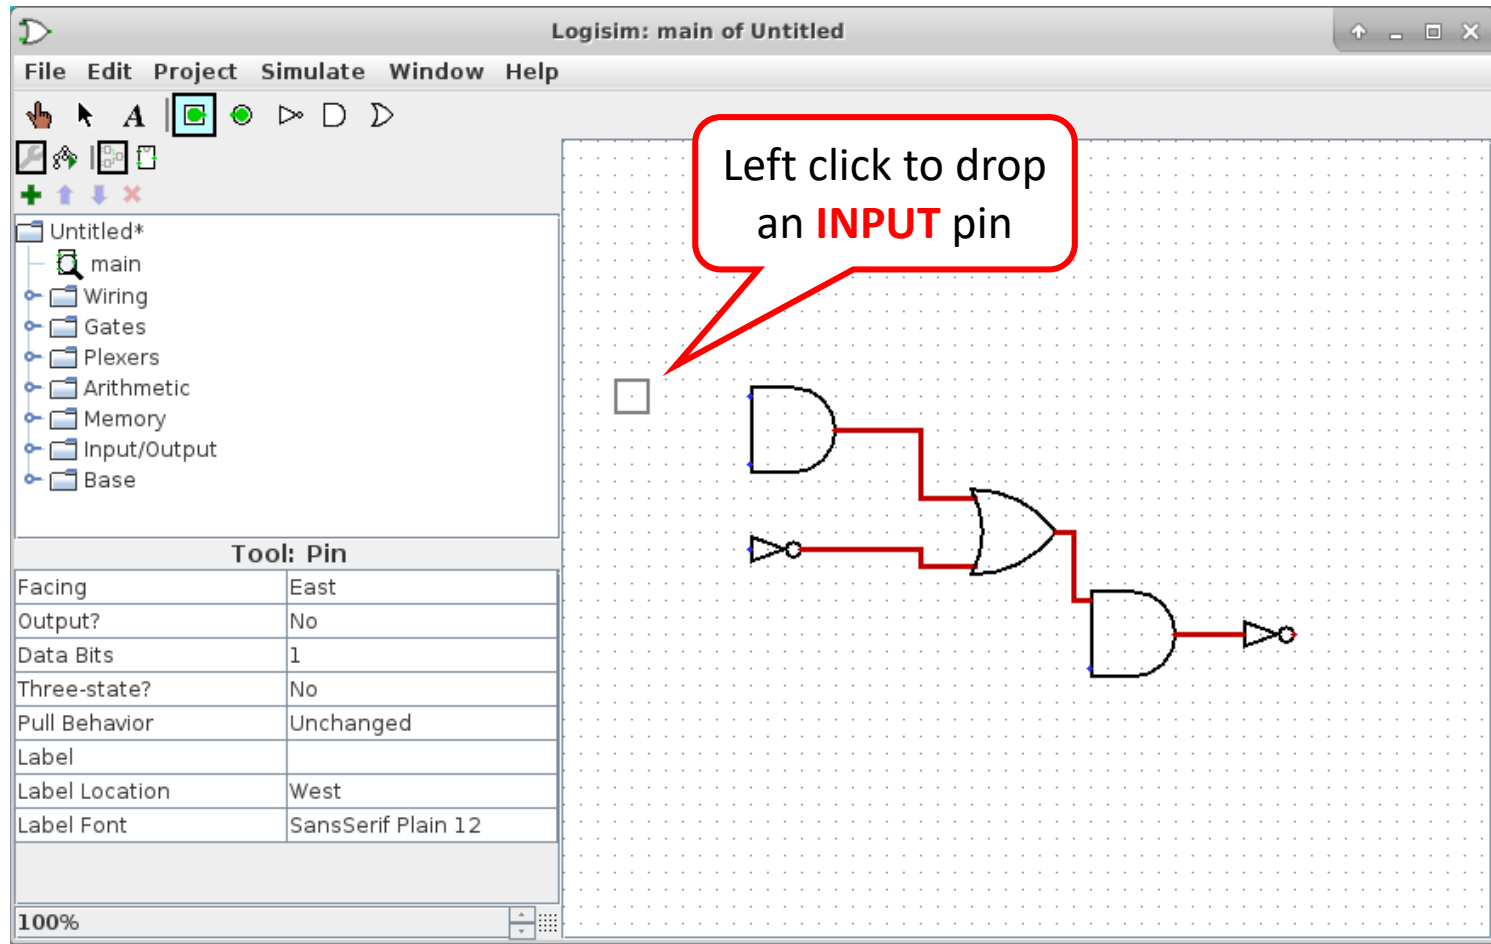 Logisim: main of Untitled
File Edit Project Simulate Window Help
A
Left click to drop
an INPUT pin
Untitled*
main
Wiring
Gates
Plexers
Arithmetic
Memory
Input/Output
Base
Tool: Pin
Facing East
Output? No
Data Bits 1
Three-state? No
Pull Behavior Unchanged
Label
Label Location West
Label Font SansSerif Plain 12
100%